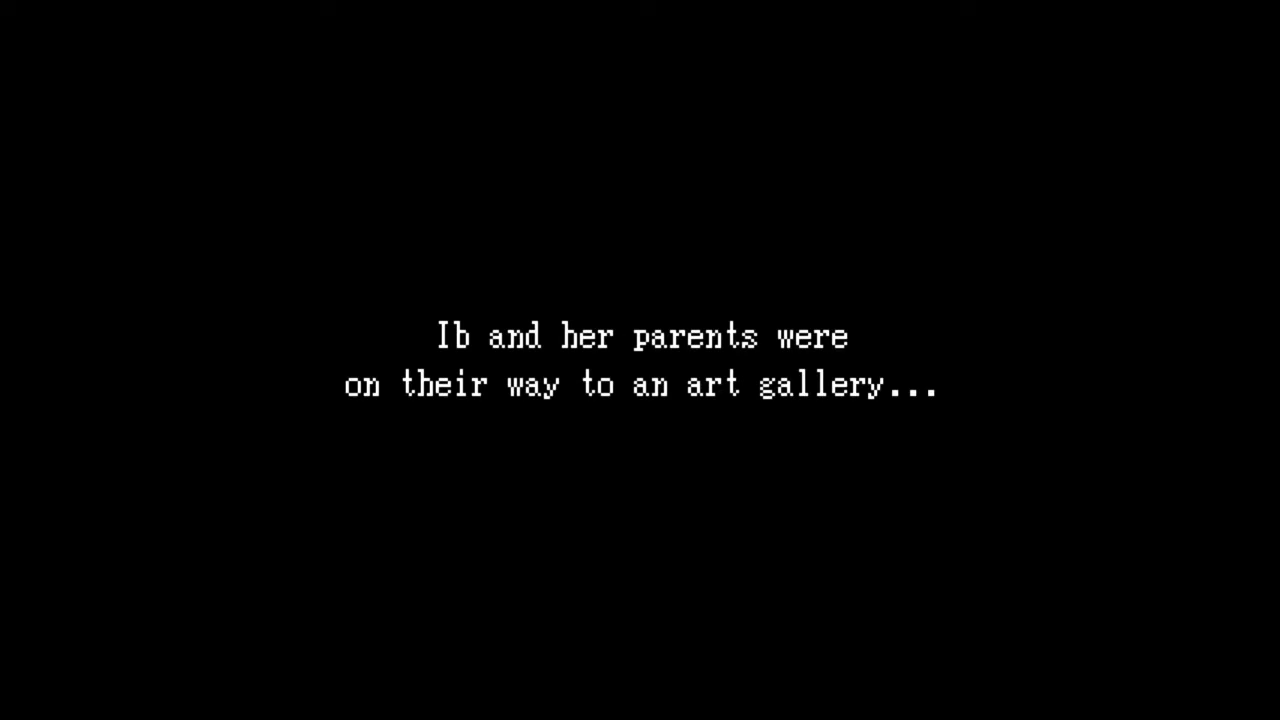 Ib and her parents were
on their way to an art gallery...